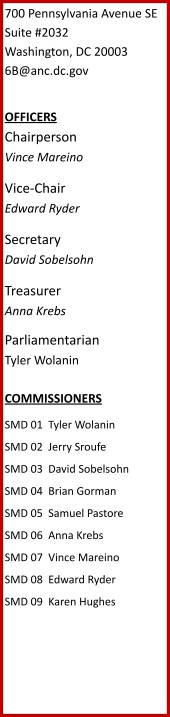 700 Pennsylvania Avenue SE
Suite #2032
Washington, DC 20003
6B@anc.dc.gov
OFFICERS
Chairperson
Vince Mareino
Vice-Chair
Edward Ryder
Secretary
David Sobelsohn
Treasurer
Anna Krebs
Parliamentarian
Tyler Wolanin
COMMISSIONERS
SMD 01 Tyler Wolanin
SMD 02 Jerry Sroufe
SMD 03 David Sobelsohn
SMD 04 Brian Gorman
SMD 05 Samuel Pastore
SMD 06 Anna Krebs
SMD 07 Vince Mareino
SMD 08 Edward Ryder
SMD 09 Karen Hughes